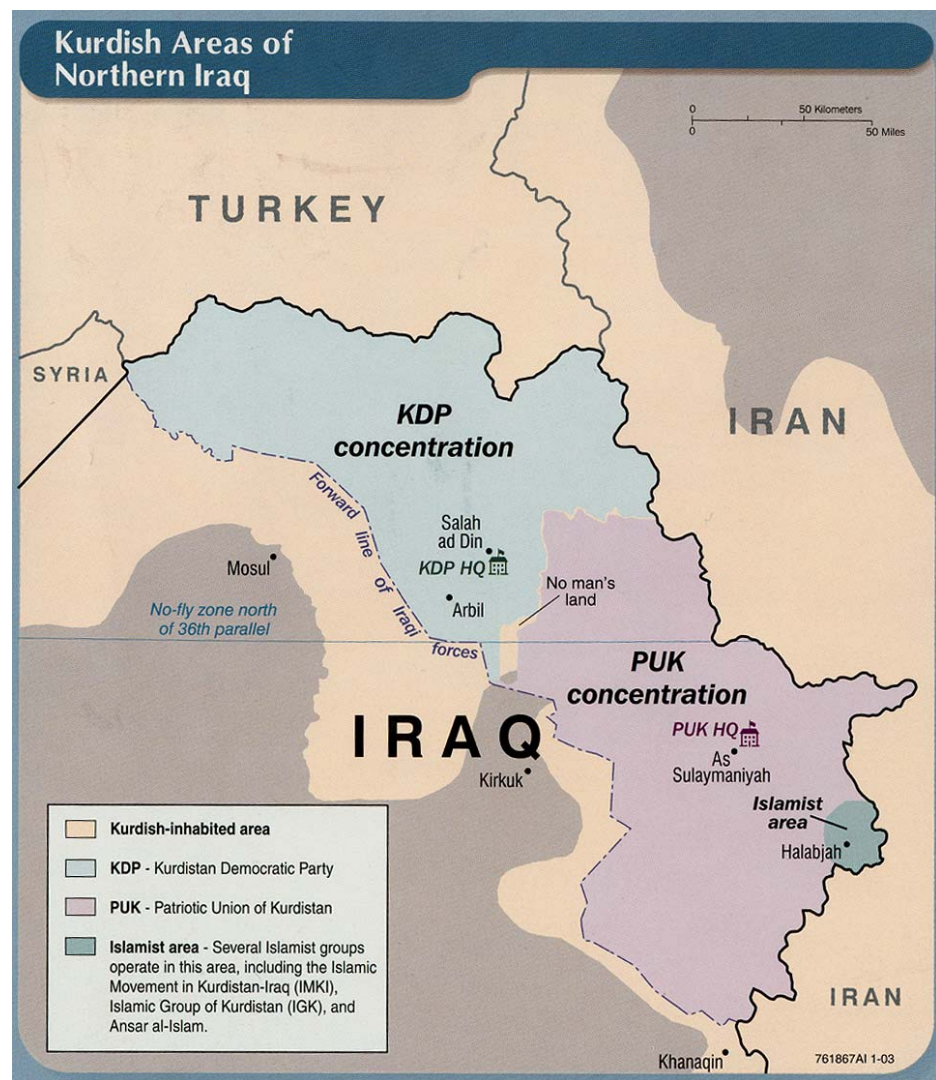 Kurdish Areas of
Northern Iraq
0 50 Kilometers
0 50 Miles
TURKEY
SYRIA
IRAN
KDP
concentration
Forward line of Iraqi forces
Salah
ad Din
KDP HQ
Mosul
Arbil
No man's
land
No-fly zone north
of 36th parallel
PUK
concentration
IRAQ
PUK HQ
As
Sulaymaniyah
Kirkuk
Islamist
area
Halabjah
Kurdish-inhabited area
KDP - Kurdistan Democratic Party
PUK - Patriotic Union of Kurdistan
Islamist area - Several Islamist groups
operate in this area, including the Islamic
Movement in Kurdistan-Iraq (IMKI),
Islamic Group of Kurdistan (IGK), and
Ansar al-Islam.
IRAN
Khanaqin
761867AI 1-03